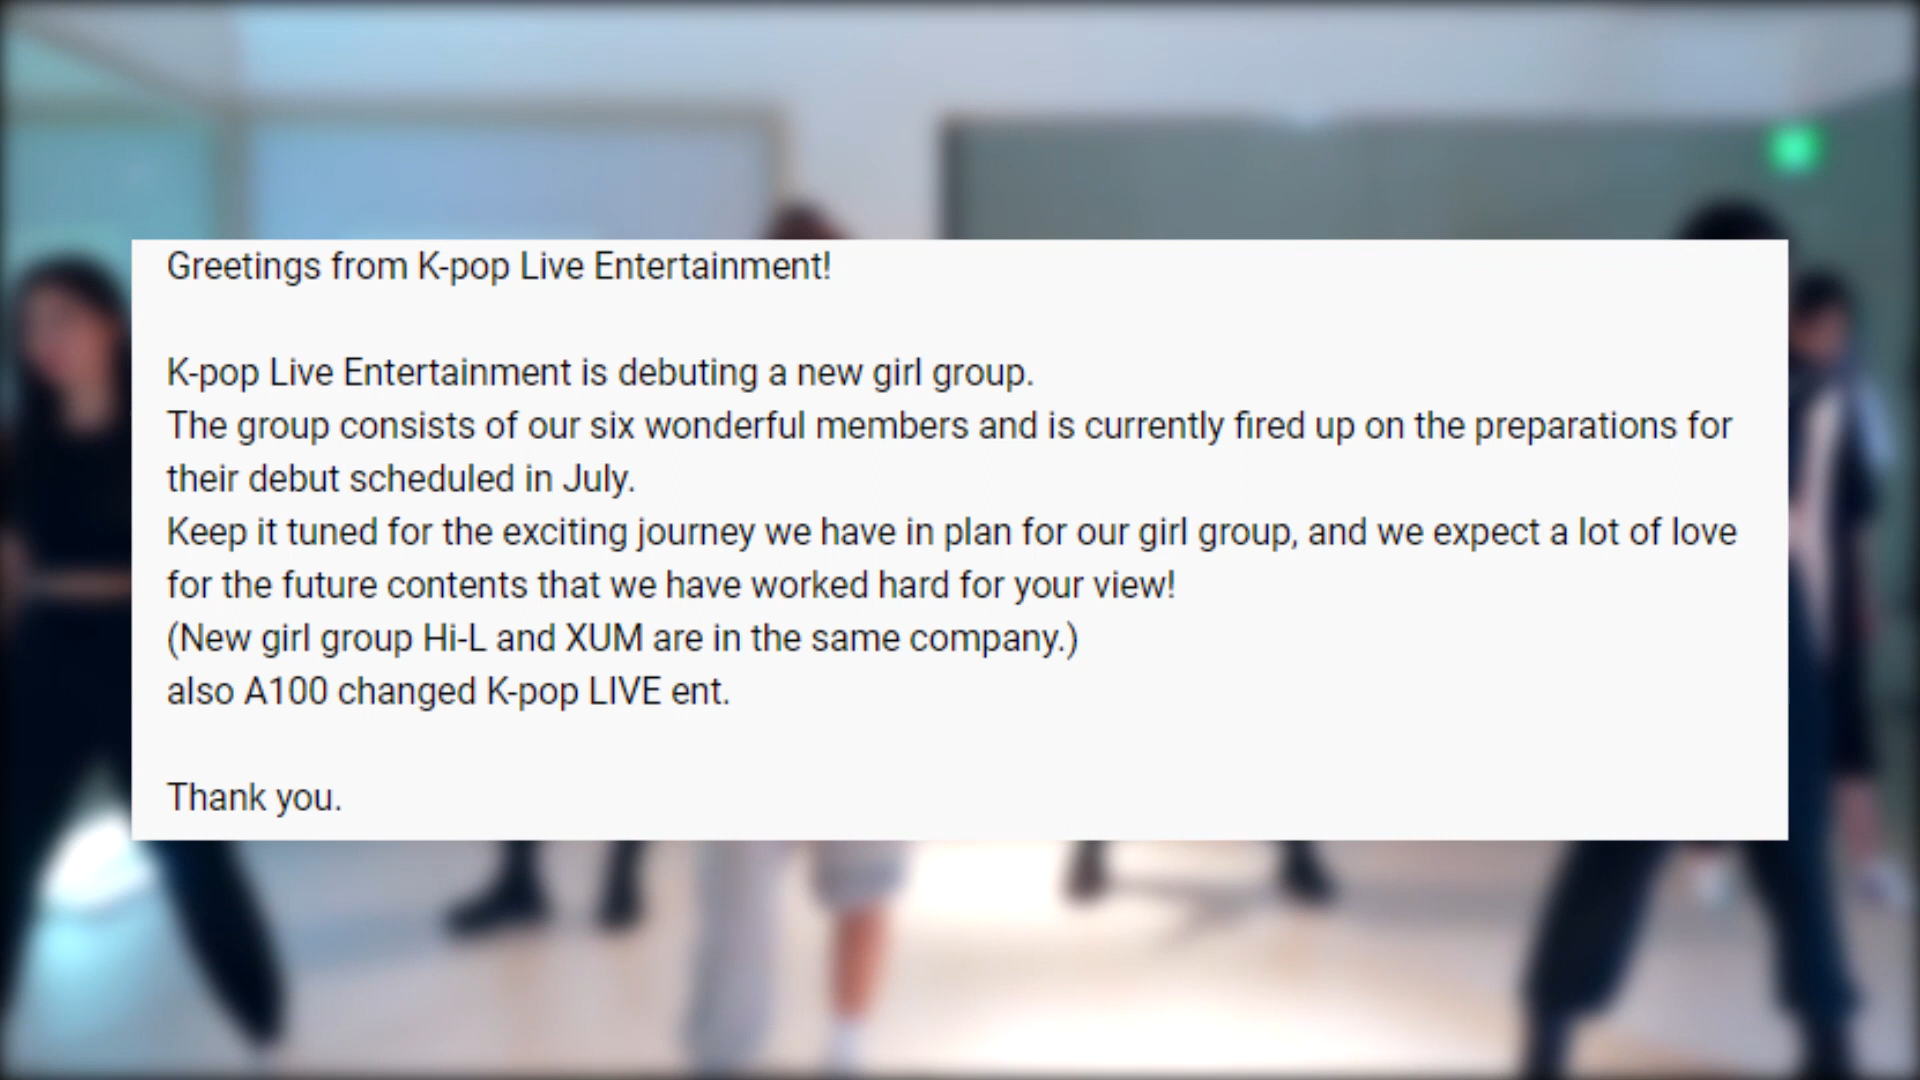 Greetings from K-pop Live Entertainment!
K-pop Live Entertainment is debuting a new girl group.
The group consists of our six wonderful members and is currently fired up on the preparations for
their debut scheduled in July.
Keep it tuned for the exciting journey we have in plan for our girl group, and we expect a lot of love
for the future contents that we have worked hard for your view!
(New girl group Hi-L and XUM are in the same company.)
also A100 changed K-pop LIVE ent.
Thank you.